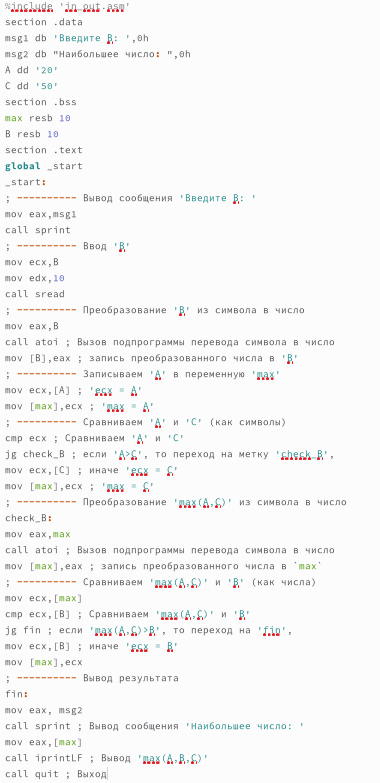 %include 'in_out.asm'
section .data
msg1 db 'Введите B: ',0h
msg2 db "Наибольшее число: ",0h
A dd '20'
C dd '50'
section .bss
max resb 10
B resb 10
section .text
global _start
_start:
; ---------- Вывод сообщения 'Введите B: '
mov eax,msg1
call sprint
; ---------- Ввод 'B'
mov ecx,B
mov edx,10
call sread
; ---------- Преобразование 'B' из символа в число
mov eax,B
call atoi ; Вызов подпрограммы перевода символа в число
mov [B],eax ; запись преобразованного числа в 'B'
; ---------- Записываем 'A' в переменную 'max'
mov ecx,[A] ; 'ecx = A'
mov [max],ecx ; 'max = A'
; ---------- Сравниваем 'A' и 'С' (как символы)
cmp ecx ; Сравниваем 'A' и 'С'
jg check_B ; если 'A>C', то переход на метку 'check_B',
mov ecx,[C] ; иначе 'ecx = C'
mov [max],ecx ; 'max = C'
; ---------- Преобразование 'max(A,C)' из символа в число
check_B:
mov eax,max
call atoi ; Вызов подпрограммы перевода символа в число
mov [max],eax ; запись преобразованного числа в `max`
; ---------- Сравниваем 'max(A,C)' и 'B' (как числа)
mov ecx,[max]
cmp ecx,[B] ; Сравниваем 'max(A,C)' и 'B'
jg fin ; если 'max(A,C)>B', то переход на 'fin',
mov ecx,[B] ; иначе 'ecx = B'
mov [max],ecx
; ---------- Вывод результата
fin:
mov eax, msg2
call sprint ; Вывод сообщения 'Наибольшее число: '
mov eax,[max]
call iprintLF ; Вывод 'max(A,B,C)'
call quit ; Выход